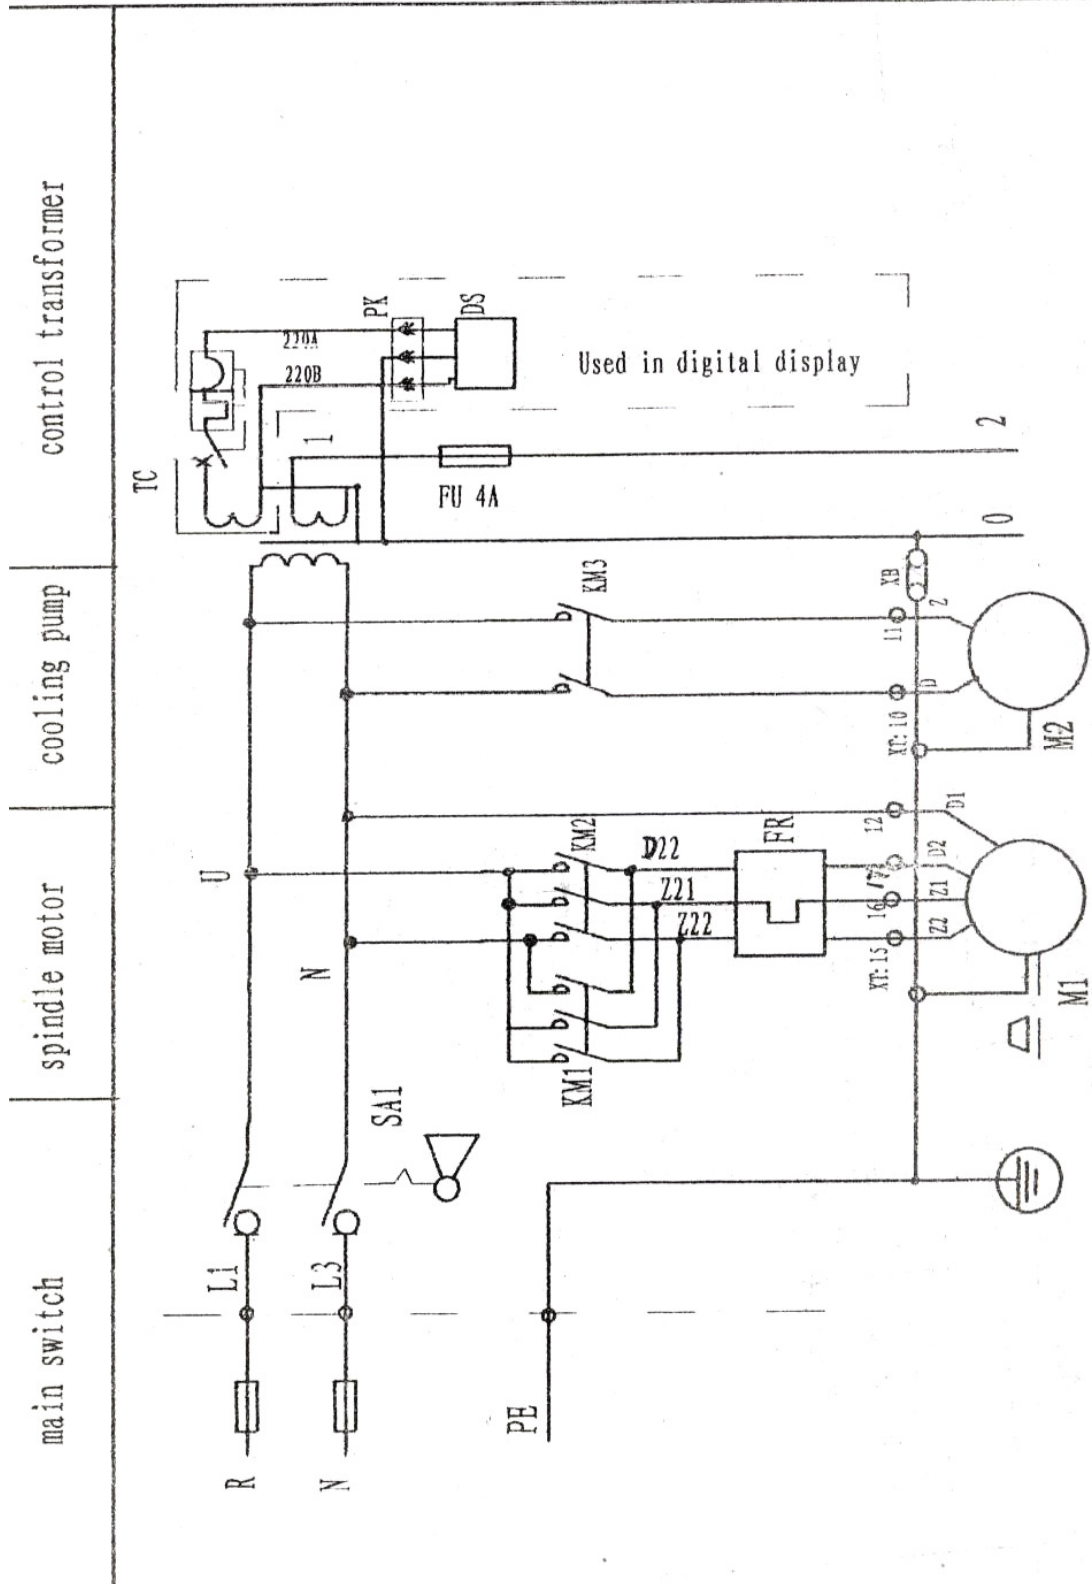 main switch
spindle motor
cooling pump
control transformer
R
N
PE
L1
L3
SA1
U
N
KM1
KM2
D22
Z21
Z22
FR
XT: 15
16
12
Z2
Z1
D2
D1
M1
KM3
XT: 10
11
D
Z
XB
M2
TC
1
FU 4A
0
2
220A
220B
PK
DS
Used in digital display